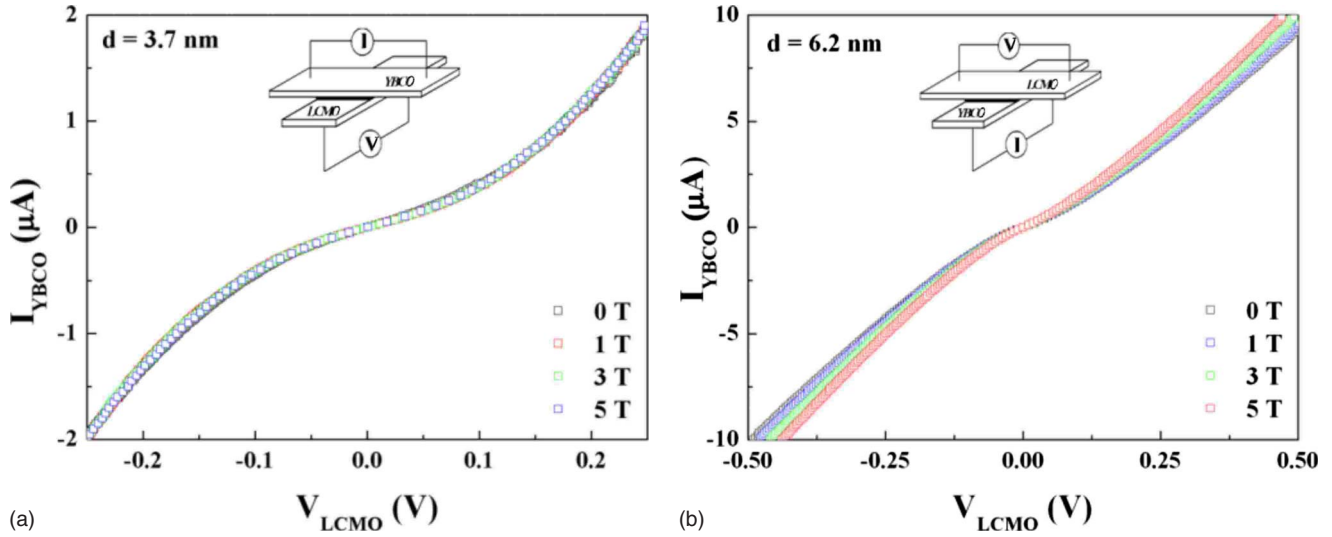 d = 3.7 nm
I
YBCO
LCMO
V
I_YBCO (μA)
2
1
0
-1
-2
0 T
1 T
3 T
5 T
-0.2
-0.1
0.0
0.1
0.2
V_LCMO (V)
(a)
d = 6.2 nm
V
LCMO
YBCO
I
I_YBCO (μA)
10
5
0
-5
-10
0 T
1 T
3 T
5 T
-0.50
-0.25
0.00
0.25
0.50
V_LCMO (V)
(b)